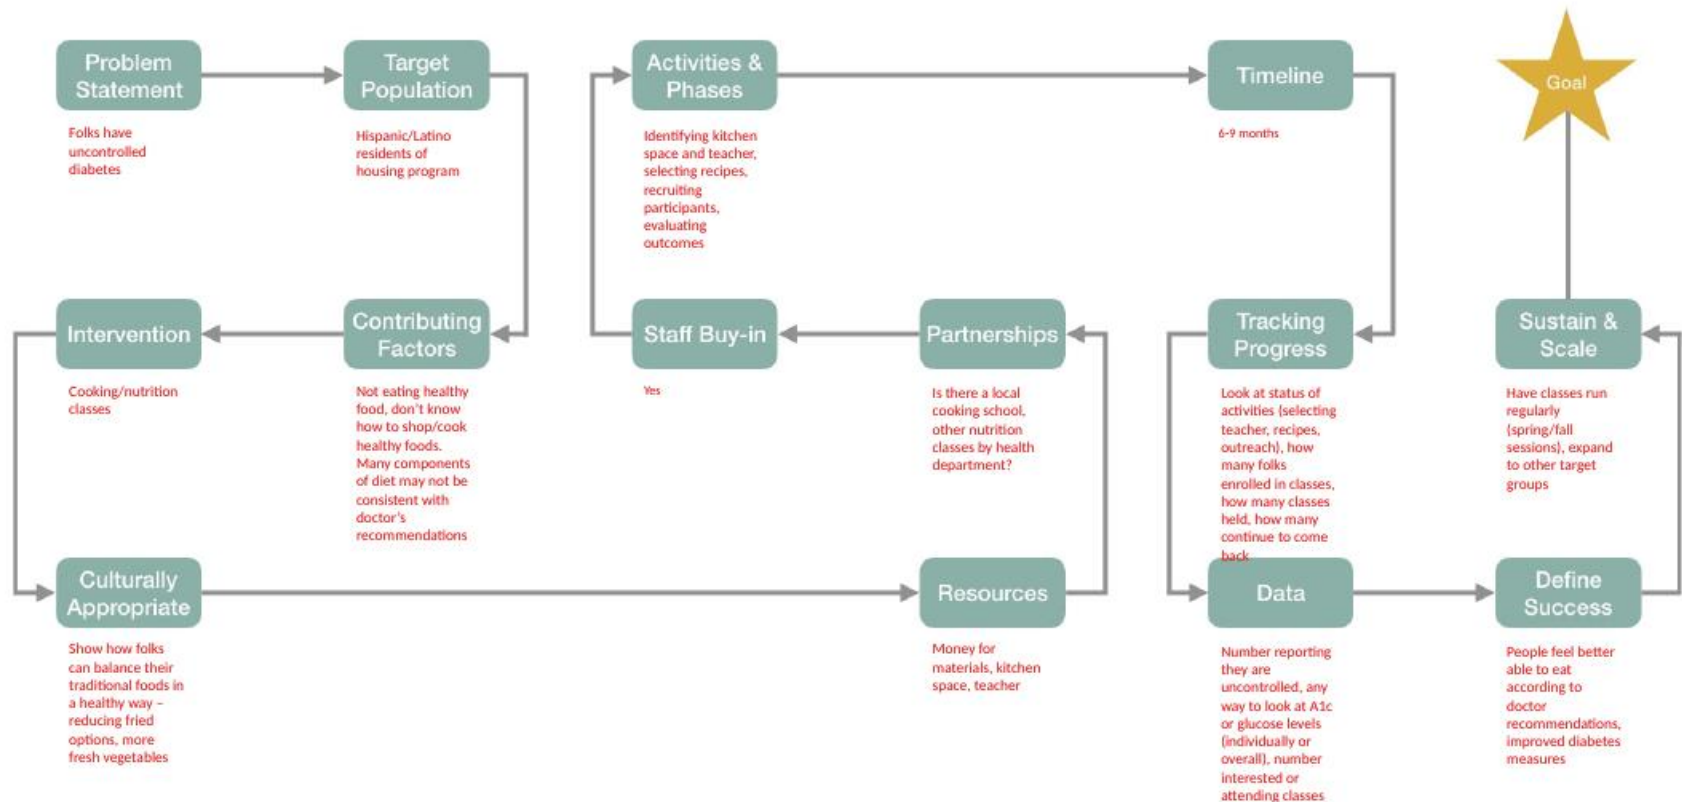 Problem
Statement
Folks have
uncontrolled
diabetes
Target
Population
Hispanic/Latino
residents of
housing program
Contributing
Factors
Not eating healthy
food, don't know
how to shop/cook
healthy foods.
Many components
of diet may not be
consistent with
doctor's
recommendations
Intervention
Cooking/nutrition
classes
Culturally
Appropriate
Show how folks
can balance their
traditional foods in
a healthy way –
reducing fried
options, more
fresh vegetables
Resources
Money for
materials, kitchen
space, teacher
Partnerships
Is there a local
cooking school,
other nutrition
classes by health
department?
Staff Buy-in
Yes
Activities &
Phases
Identifying kitchen
space and teacher,
selecting recipes,
recruiting
participants,
evaluating
outcomes
Timeline
6-9 months
Tracking
Progress
Look at status of
activities (selecting
teacher, recipes,
outreach), how
many folks
enrolled in classes,
how many classes
held, how many
continue to come
back
Data
Number reporting
they are
uncontrolled, any
way to look at A1c
or glucose levels
(individually or
overall), number
interested or
attending classes
Define
Success
People feel better
able to eat
according to
doctor
recommendations,
improved diabetes
measures
Sustain &
Scale
Have classes run
regularly
(spring/fall
sessions), expand
to other target
groups
Goal